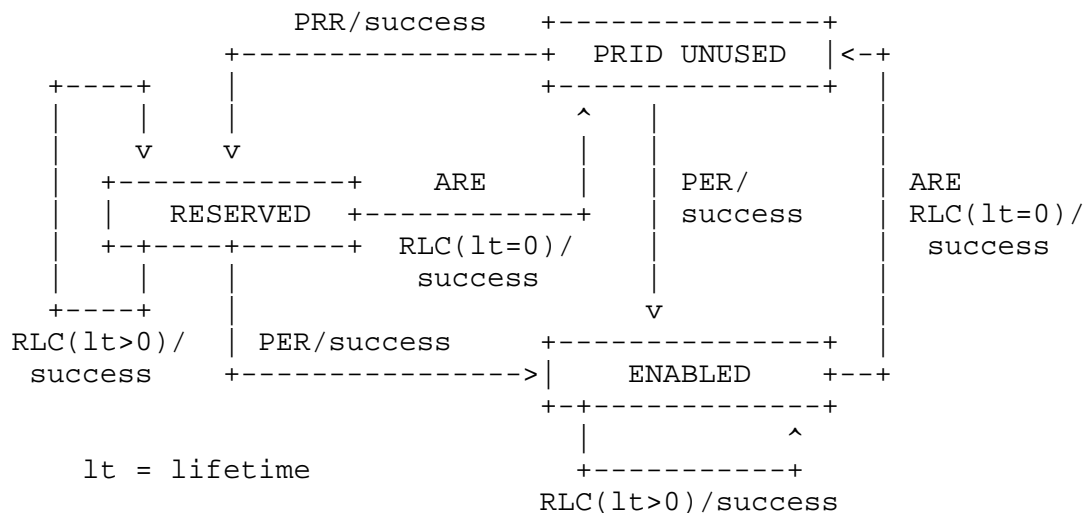 PRR/success
PRID UNUSED
ARE PER/ ARE
RESERVED success RLC(lt=0)/
RLC(lt=0)/ success
success
RLC(lt>0)/ PER/success
success ENABLED
lt = lifetime
RLC(lt>0)/success